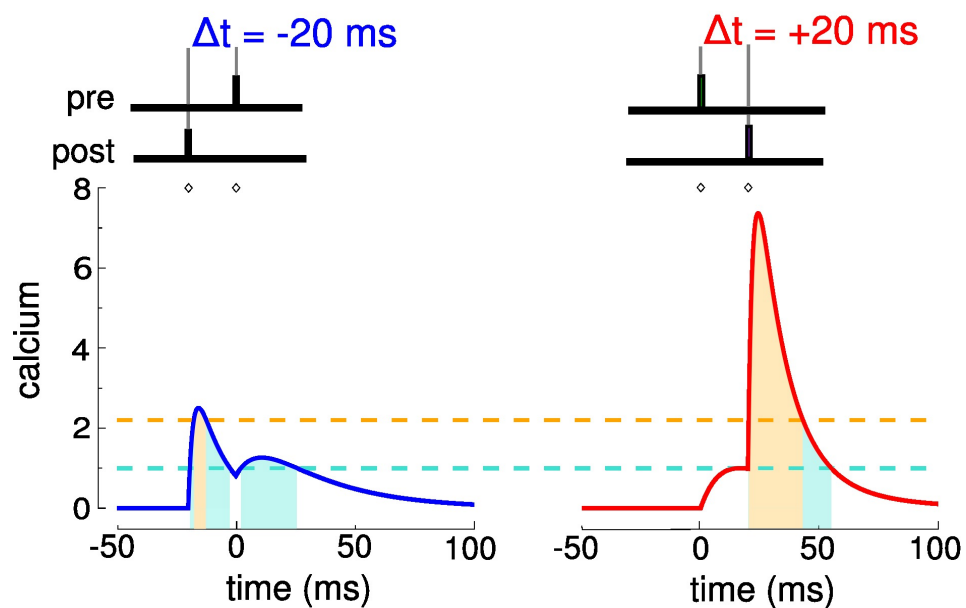 Δt = -20 ms
Δt = +20 ms
pre
post
8
6
4
2
0
calcium
-50 0 50 100
-50 0 50 100
time (ms)
time (ms)